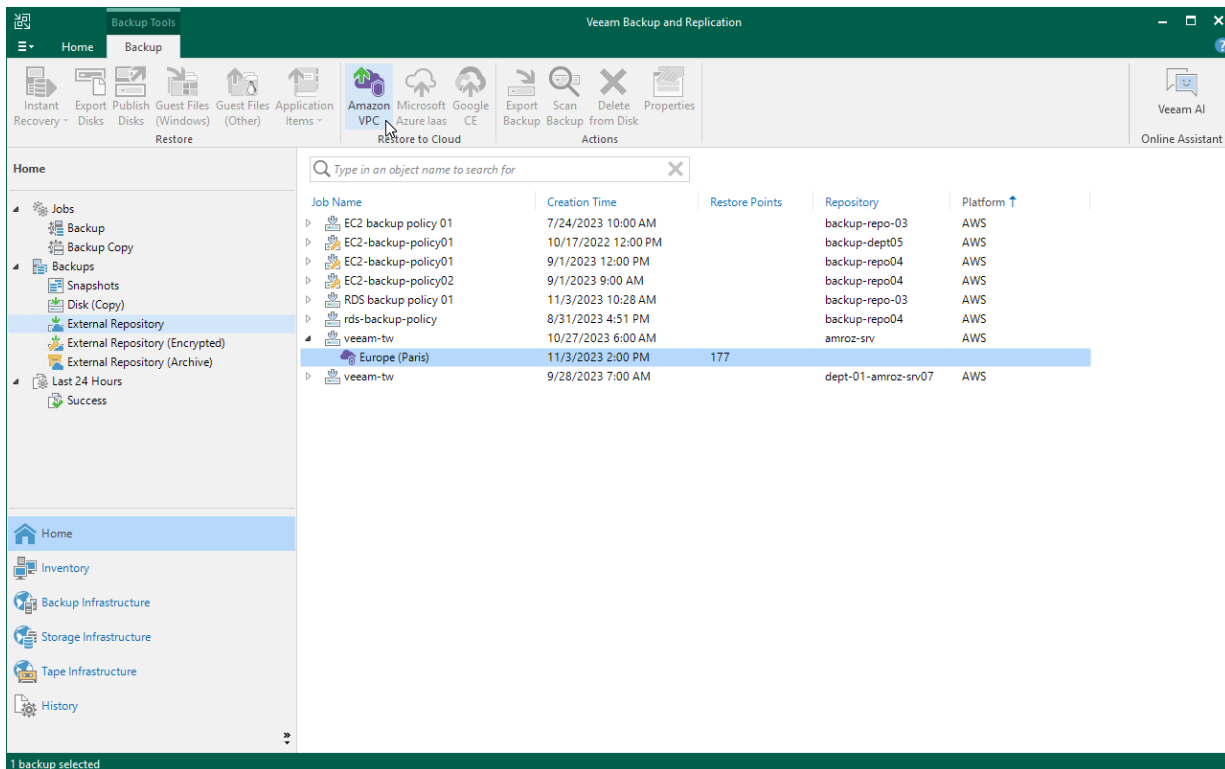 Backup Tools
Veeam Backup and Replication
Home Backup
Instant Recovery
Export Disks
Publish Disks
Guest Files (Windows)
Guest Files (Other)
Application Items
Restore
Amazon VPC
Microsoft Azure Iaas
Google CE
Restore to Cloud
Export Backup
Scan Backup
Delete from Disk
Properties
Actions
Veeam AI
Online Assistant
Home
Jobs
Backup
Backup Copy
Backups
Snapshots
Disk (Copy)
External Repository
External Repository (Encrypted)
External Repository (Archive)
Last 24 Hours
Success
Home
Inventory
Backup Infrastructure
Storage Infrastructure
Tape Infrastructure
History
Type in an object name to search for
Job Name Creation Time Restore Points Repository Platform
EC2 backup policy 01 7/24/2023 10:00 AM backup-repo-03 AWS
EC2-backup-policy01 10/17/2022 12:00 PM backup-dept05 AWS
EC2-backup-policy01 9/1/2023 12:00 PM backup-repo04 AWS
EC2-backup-policy02 9/1/2023 9:00 AM backup-repo04 AWS
RDS backup policy 01 11/3/2023 10:28 AM backup-repo-03 AWS
rds-backup-policy 8/31/2023 4:51 PM backup-repo04 AWS
veeam-tw 10/27/2023 6:00 AM amroz-srv AWS
Europe (Paris) 11/3/2023 2:00 PM 177
veeam-tw 9/28/2023 7:00 AM dept-01-amroz-srv07 AWS
1 backup selected